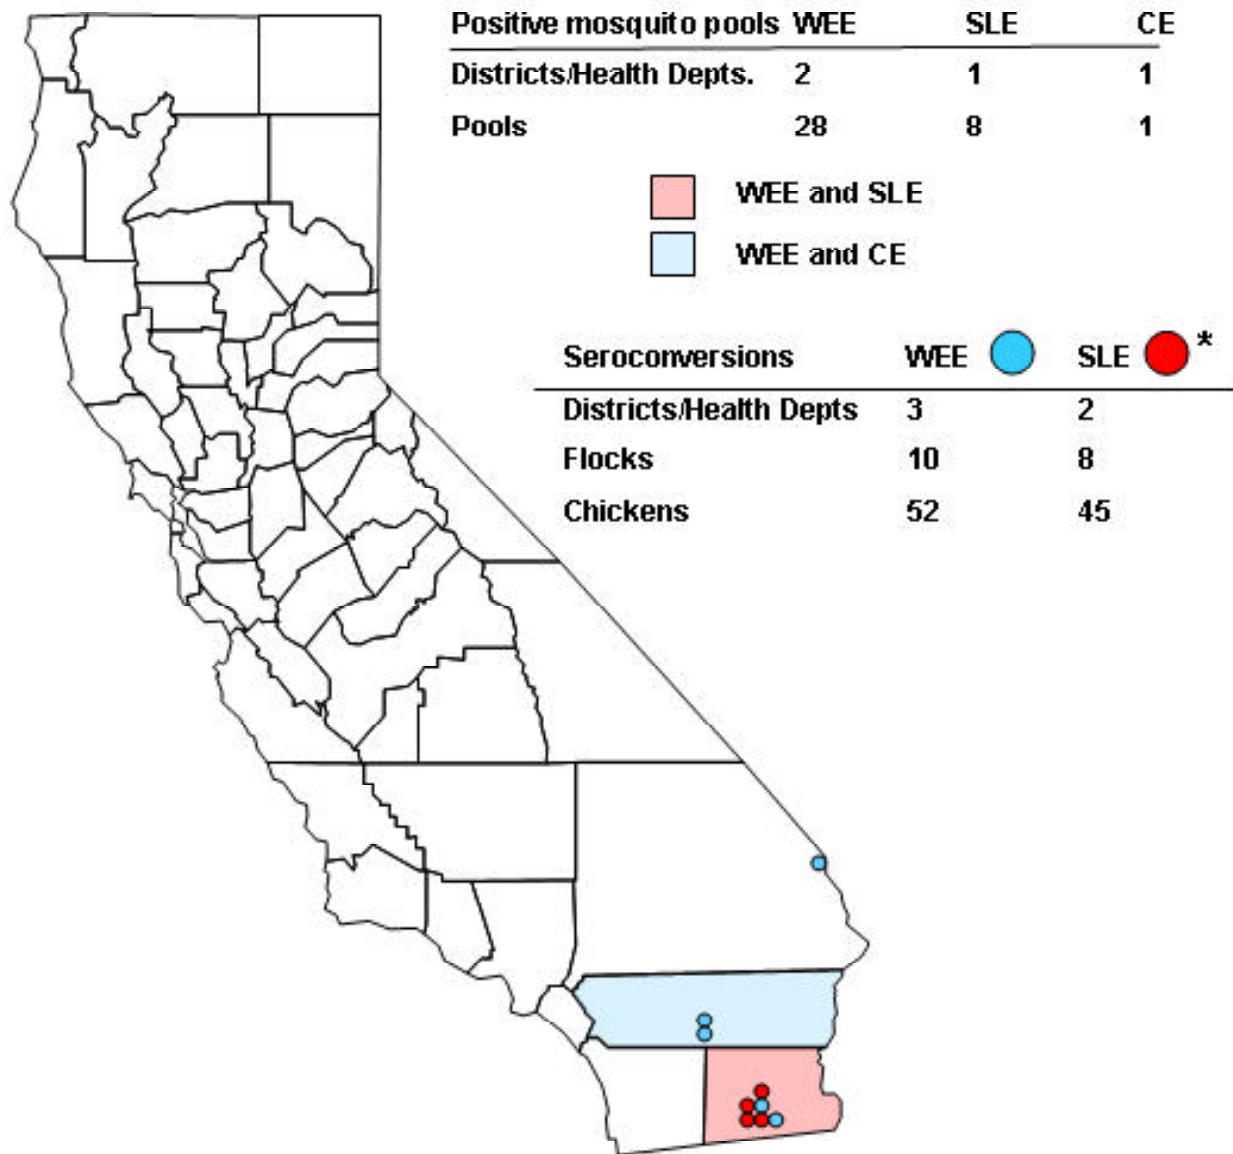 Positive mosquito pools WEE SLE CE
Districts/Health Depts. 2 1 1
Pools 28 8 1
WEE and SLE
WEE and CE
Seroconversions WEE SLE *
Districts/Health Depts 3 2
Flocks 10 8
Chickens 52 45